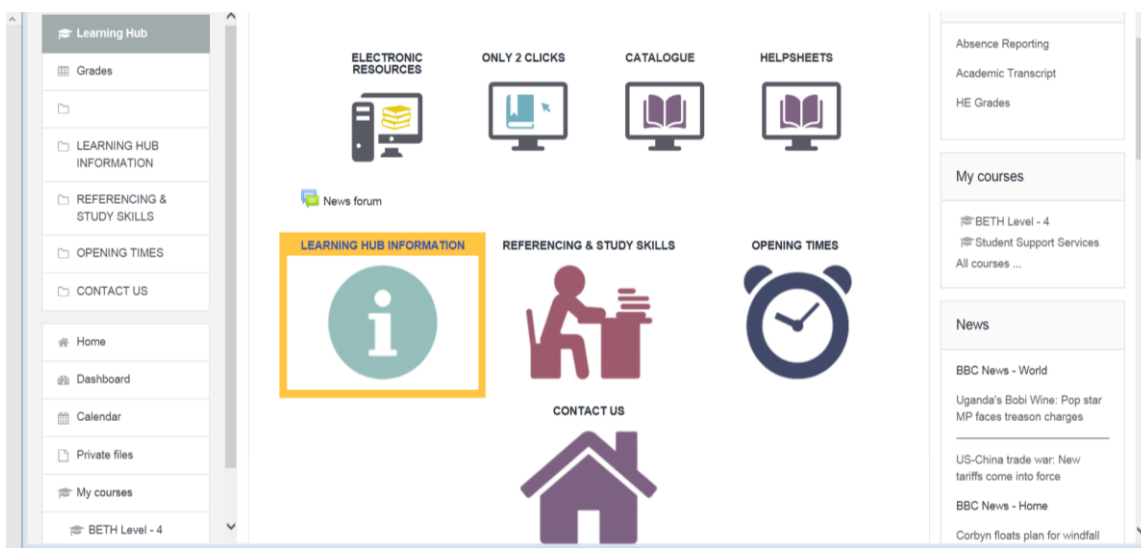 Learning Hub
Grades
LEARNING HUB
INFORMATION
REFERENCING &
STUDY SKILLS
OPENING TIMES
CONTACT US
Home
Dashboard
Calendar
Private files
My courses
BETH Level - 4
ELECTRONIC
RESOURCES
ONLY 2 CLICKS
CATALOGUE
HELPSHEETS
News forum
LEARNING HUB INFORMATION
REFERENCING & STUDY SKILLS
OPENING TIMES
CONTACT US
Absence Reporting
Academic Transcript
HE Grades
My courses
BETH Level - 4
Student Support Services
All courses ...
News
BBC News - World
Uganda's Bobi Wine: Pop star
MP faces treason charges
US-China trade war: New
tariffs come into force
BBC News - Home
Corbyn floats plan for windfall